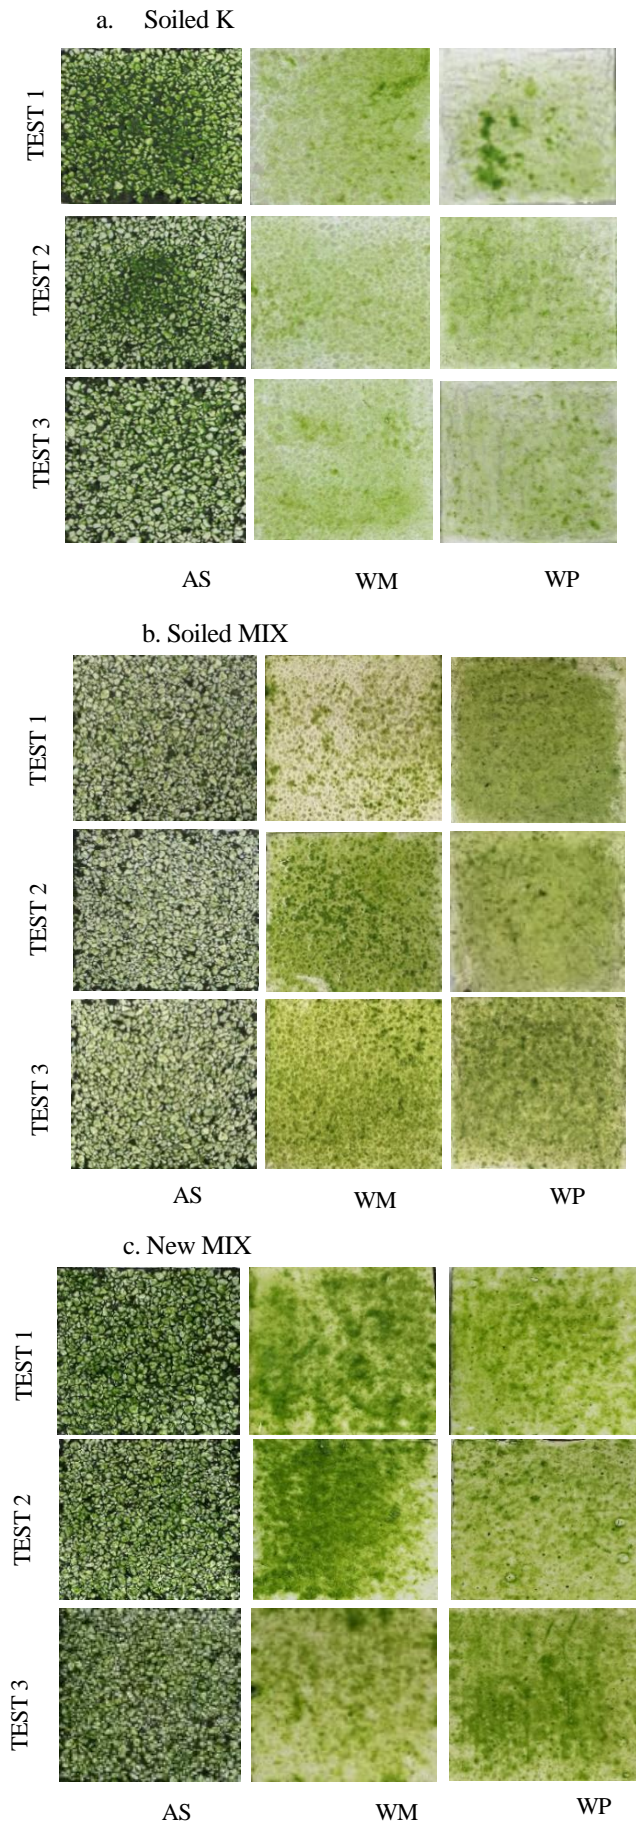 a. Soiled K
TEST 1
TEST 2
TEST 3
AS WM WP
b. Soiled MIX
TEST 1
TEST 2
TEST 3
AS WM WP
c. New MIX
TEST 1
TEST 2
TEST 3
AS WM WP